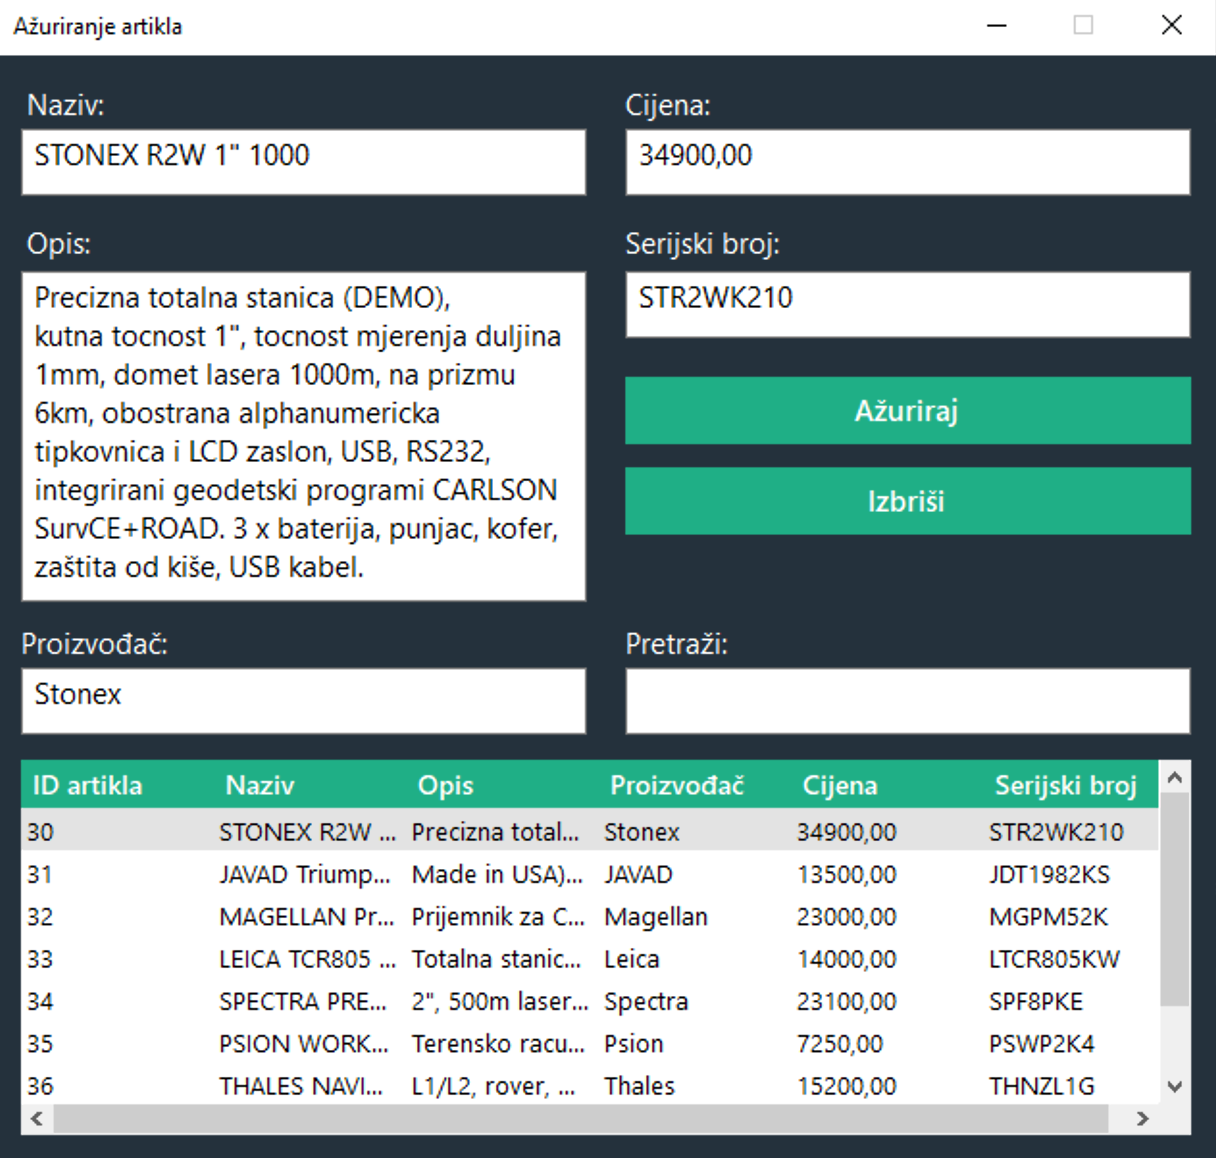 Ažuriranje artikla
Naziv:
Cijena:
STONEX R2W 1" 1000
34900,00
Opis:
Serijski broj:
Precizna totalna stanica (DEMO),
kutna tocnost 1", tocnost mjerenja duljina
1mm, domet lasera 1000m, na prizmu
6km, obostrana alphanumericka
tipkovnica i LCD zaslon, USB, RS232,
integrirani geodetski programi CARLSON
SurvCE+ROAD. 3 x baterija, punjac, kofer,
zaštita od kiše, USB kabel.
STR2WK210
Ažuriraj
Izbriši
Proizvođač:
Pretraži:
Stonex
ID artikla Naziv Opis Proizvođač Cijena Serijski broj
30 STONEX R2W ... Precizna total... Stonex 34900,00 STR2WK210
31 JAVAD Triump... Made in USA)... JAVAD 13500,00 JDT1982KS
32 MAGELLAN Pr... Prijemnik za C... Magellan 23000,00 MGPM52K
33 LEICA TCR805 ... Totalna stanic... Leica 14000,00 LTCR805KW
34 SPECTRA PRE... 2", 500m laser... Spectra 23100,00 SPF8PKE
35 PSION WORK... Terensko racu... Psion 7250,00 PSWP2K4
36 THALES NAVI... L1/L2, rover, ... Thales 15200,00 THNZL1G